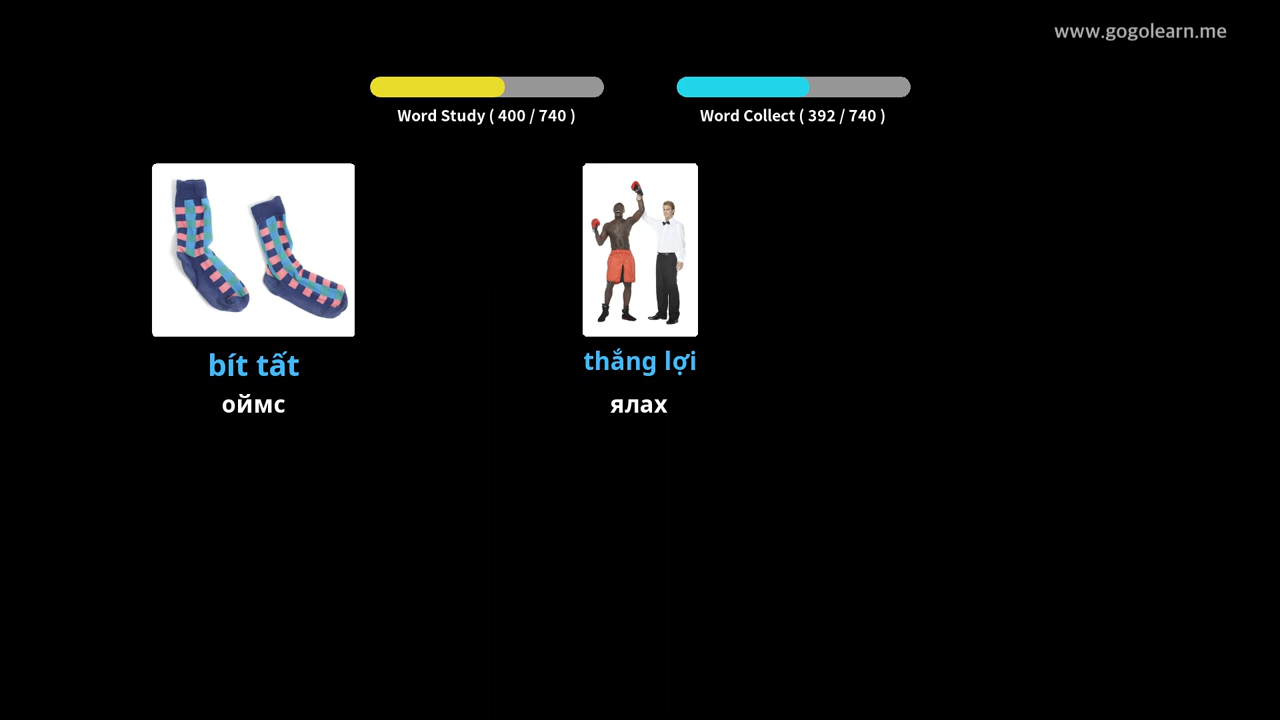 www.gogolearn.me
Word Study ( 400 / 740 )
Word Collect ( 392 / 740 )
bít tất
оймс
thắng lợi
ялах